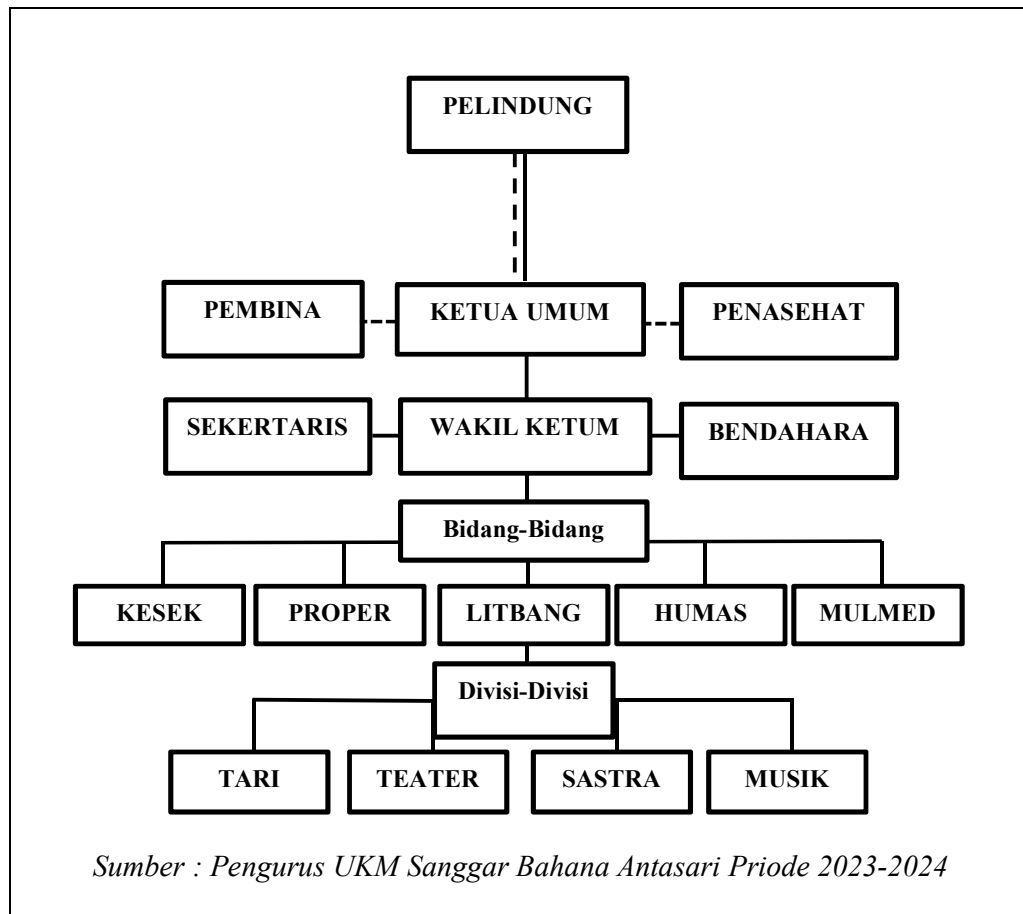 PELINDUNG
PEMBINA
KETUA UMUM
PENASEHAT
SEKERTARIS
WAKIL KETUM
BENDAHARA
Bidang-Bidang
KESEK
PROPER
LITBANG
HUMAS
MULMED
Divisi-Divisi
TARI
TEATER
SASTRA
MUSIK
Sumber : Pengurus UKM Sanggar Bahana Antasari Priode 2023-2024